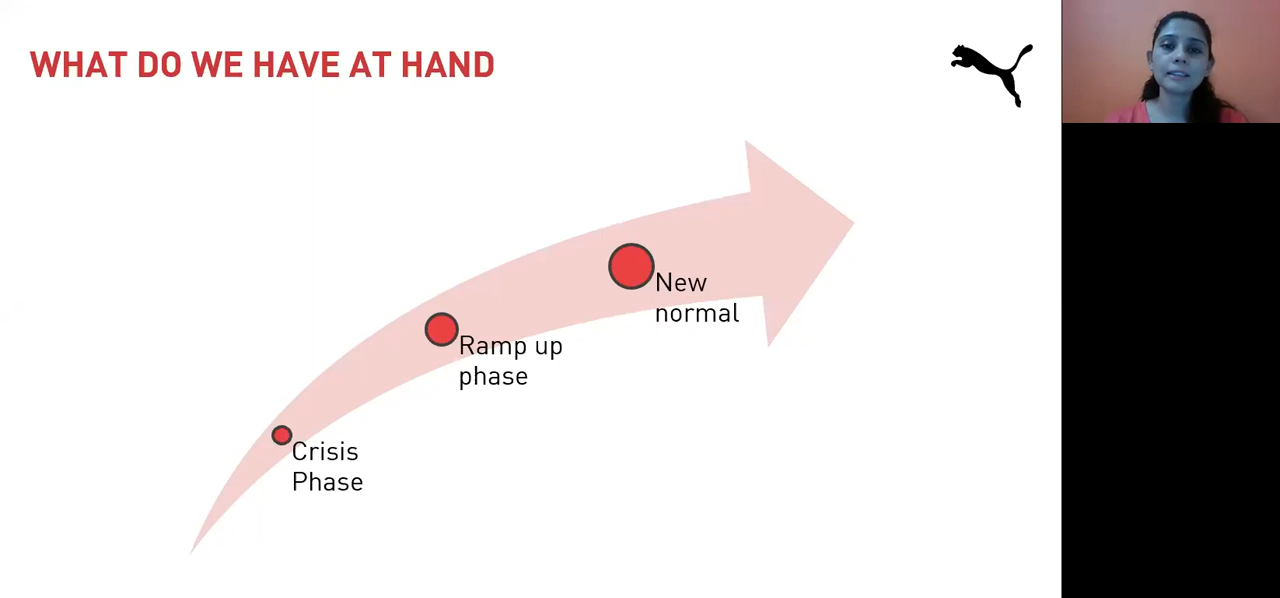 WHAT DO WE HAVE AT HAND
New
normal
Ramp up
phase
Crisis
Phase